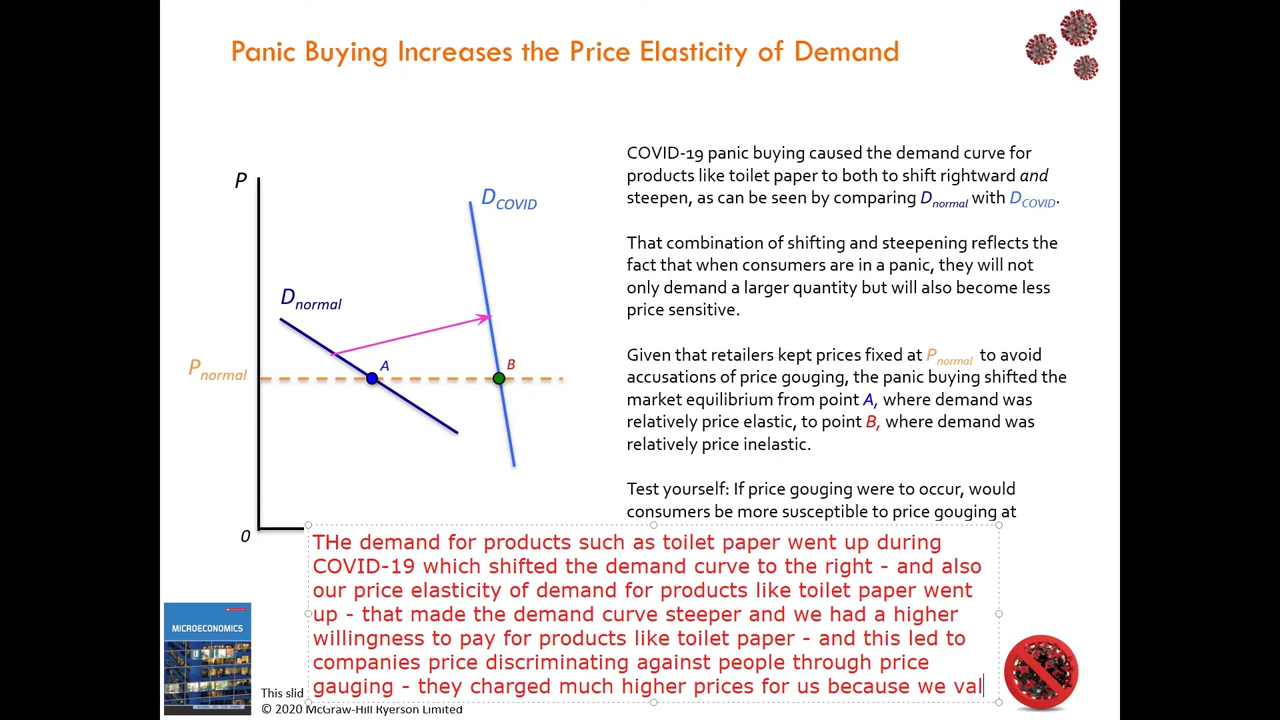 Panic Buying Increases the Price Elasticity of Demand
COVID-19 panic buying caused the demand curve for
products like toilet paper to both to shift rightward and
steepen, as can be seen by comparing Dnormal with DCOVID.
That combination of shifting and steepening reflects the
fact that when consumers are in a panic, they will not
only demand a larger quantity but will also become less
price sensitive.
Given that retailers kept prices fixed at Pnormal to avoid
accusations of price gouging, the panic buying shifted the
market equilibrium from point A, where demand was
relatively price elastic, to point B, where demand was
relatively price inelastic.
Test yourself: If price gouging were to occur, would
consumers be more susceptible to price gouging at
P
DCOVID
Dnormal
Pnormal
A
B
0
THe demand for products such as toilet paper went up during
COVID-19 which shifted the demand curve to the right - and also
our price elasticity of demand for products like toilet paper went
up - that made the demand curve steeper and we had a higher
willingness to pay for products like toilet paper - and this led to
companies price discriminating against people through price
gauging - they charged much higher prices for us because we val
MICROECONOMICS
This slid
© 2020 McGraw-Hill Ryerson Limited